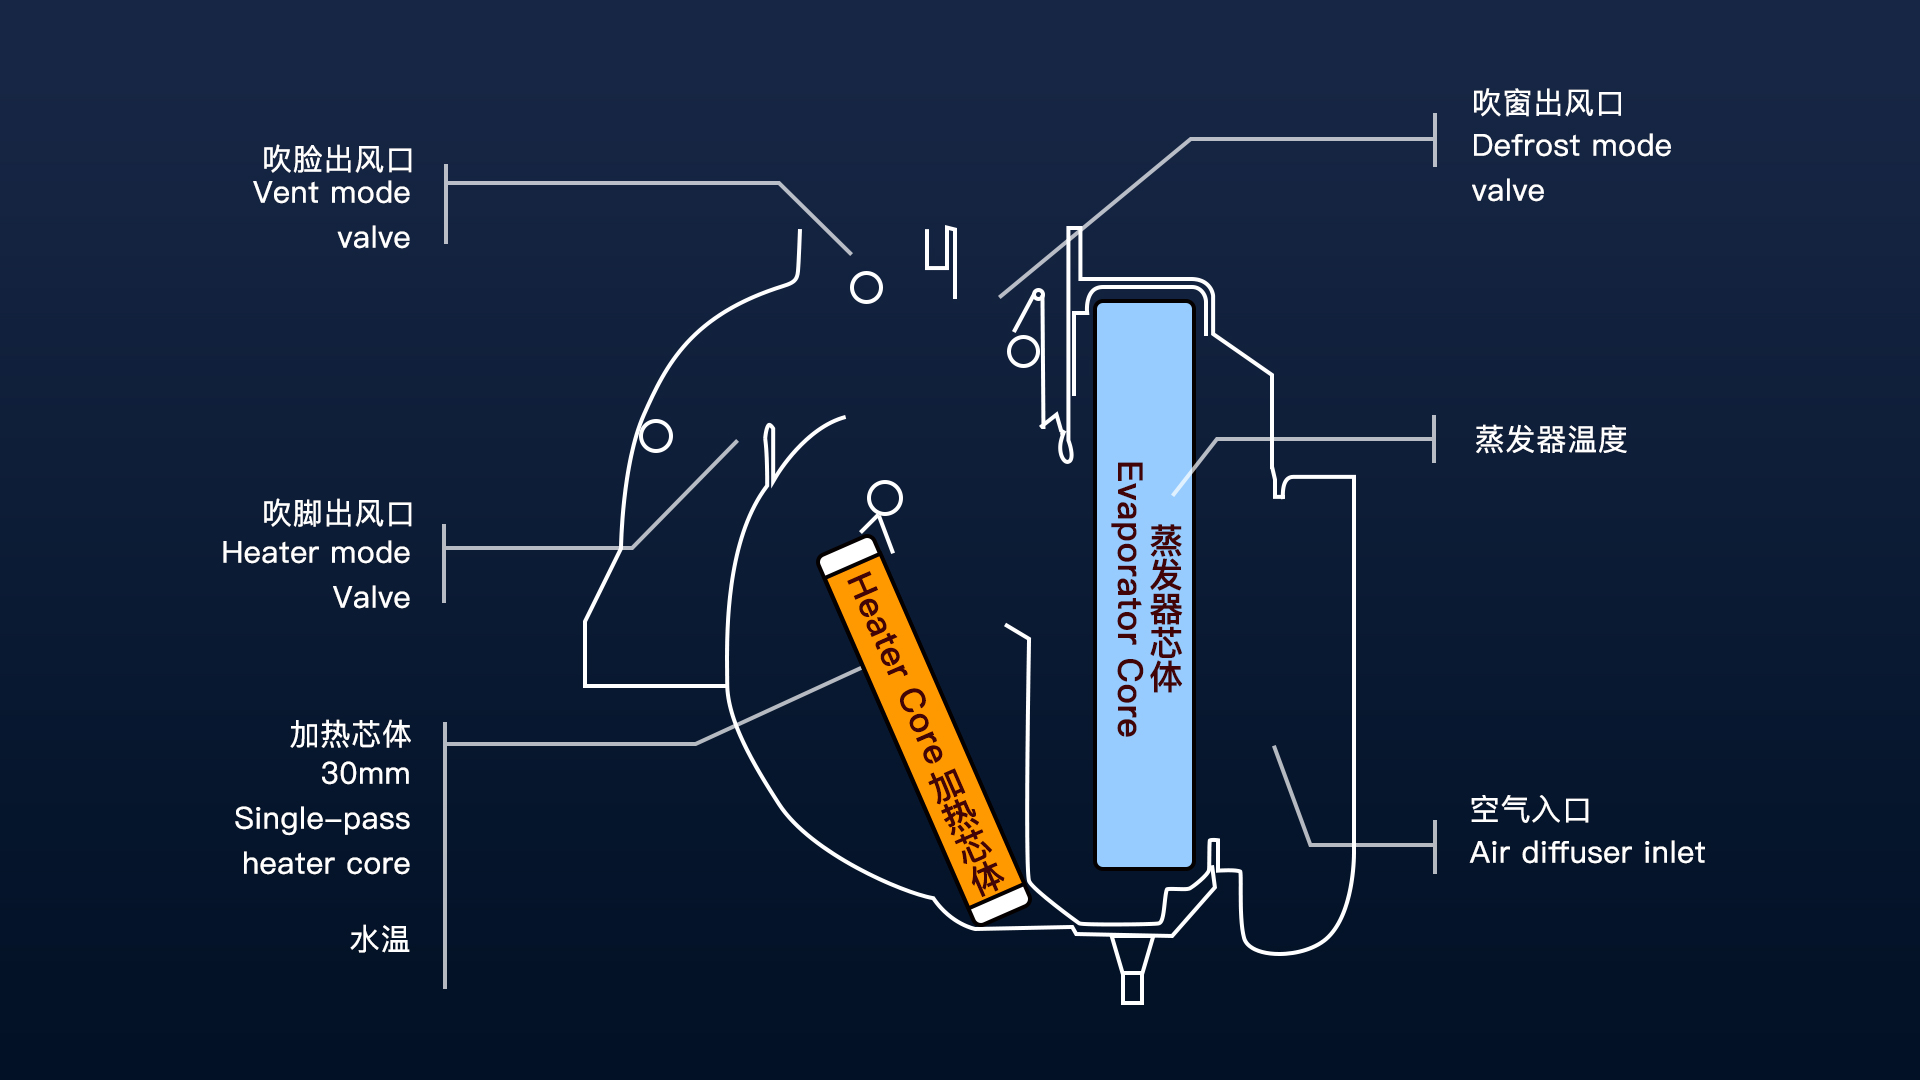 吹脸出风口
Vent mode
valve
吹窗出风口
Defrost mode
valve
吹脚出风口
Heater mode
Valve
蒸发器温度
蒸发器芯体
Evaporator Core
Heater Core 加热芯体
加热芯体
30mm
Single-pass
heater core
水温
空气入口
Air diffuser inlet